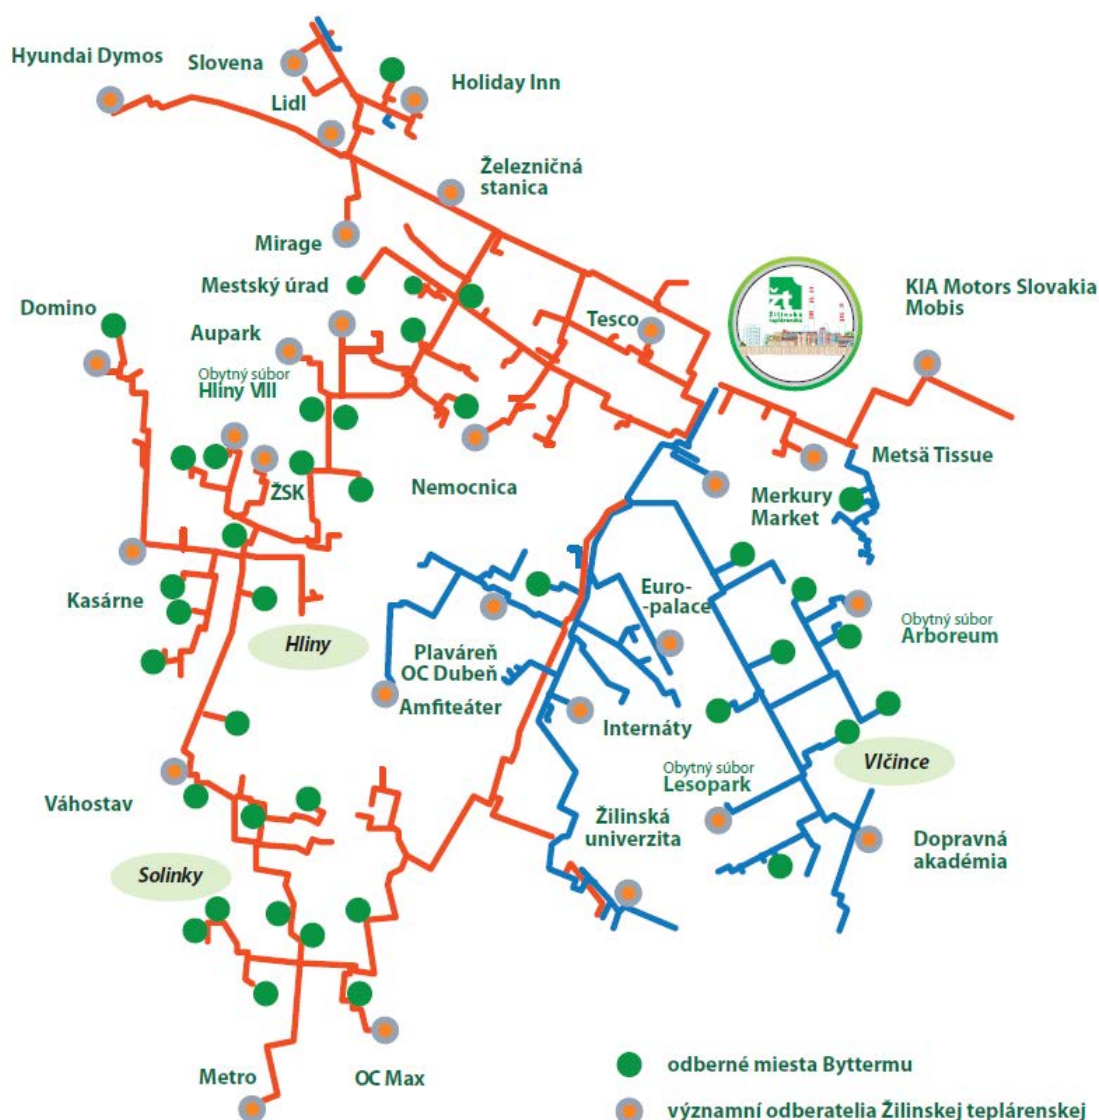 Hyundai Dymos
Slovena
Lidl
Holiday Inn
Železničná
stanica
Mirage
Mestský úrad
Domino
Aupark
Obytný súbor
Hliny VIII
Tesco
žt
Žilinská
teplárenská
KIA Motors Slovakia
Mobis
ŽSK
Nemocnica
Metsä Tissue
Merkury
Market
Kasárne
Hliny
Plaváreň
OC Dubeň
Amfiteáter
Euro-
-palace
Obytný súbor
Arboreum
Internáty
Vlčince
Obytný súbor
Lesopark
Váhostav
Žilinská
univerzita
Dopravná
akadémia
Solinky
Metro
OC Max
odberné miesta Byttermu
významní odberatelia Žilinskej teplárenskej